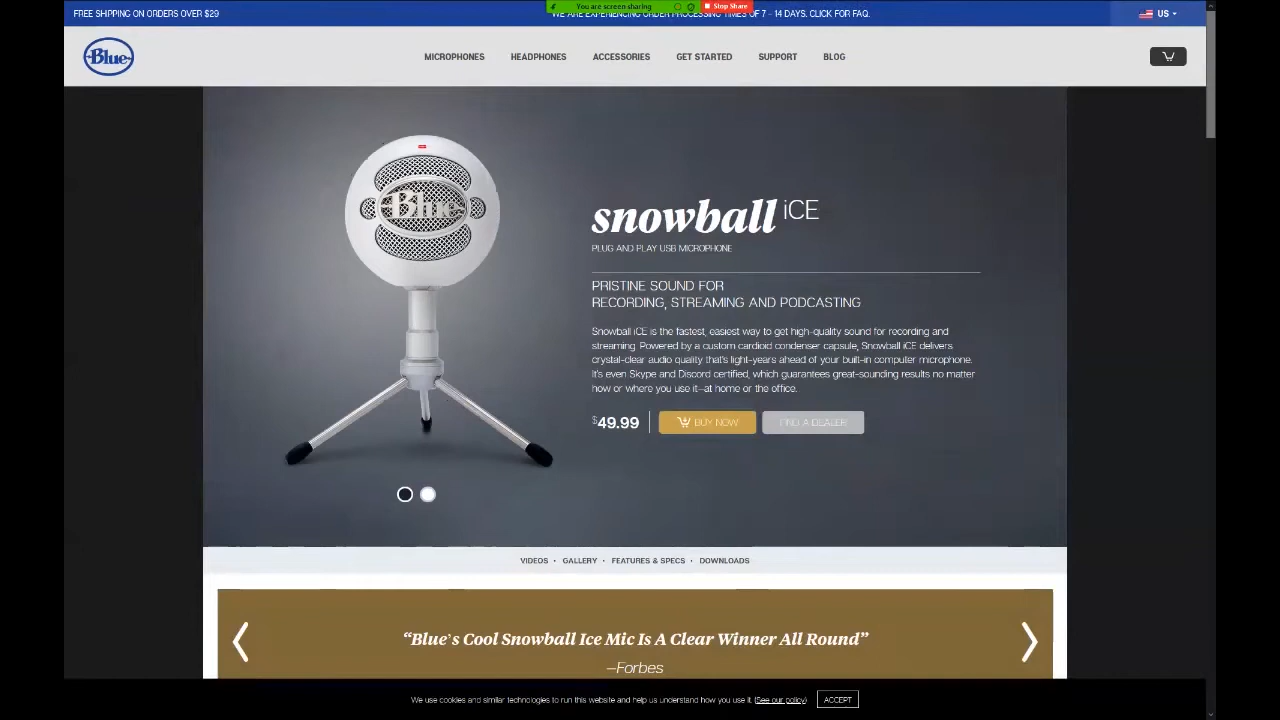 You are screen sharing Stop Share
FREE SHIPPING ON ORDERS OVER $29
WE ARE EXPERIENCING ORDER PROCESSING TIMES OF 7 - 14 DAYS. CLICK FOR FAQ.
US
Blue
MICROPHONES HEADPHONES ACCESSORIES GET STARTED SUPPORT BLOG
Blue
snowball iCE
PLUG AND PLAY USB MICROPHONE
PRISTINE SOUND FOR
RECORDING, STREAMING AND PODCASTING
Snowball iCE is the fastest, easiest way to get high-quality sound for recording and
streaming. Powered by a custom cardioid condenser capsule, Snowball iCE delivers
crystal-clear audio quality that's light-years ahead of your built-in computer microphone.
It's even Skype and Discord certified, which guarantees great-sounding results no matter
how or where you use it—at home or the office.
$49.99 BUY NOW FIND A DEALER
VIDEOS • GALLERY • FEATURES & SPECS • DOWNLOADS
“Blue's Cool Snowball Ice Mic Is A Clear Winner All Round”
—Forbes
We use cookies and similar technologies to run this website and help us understand how you use it. (See our policy) ACCEPT